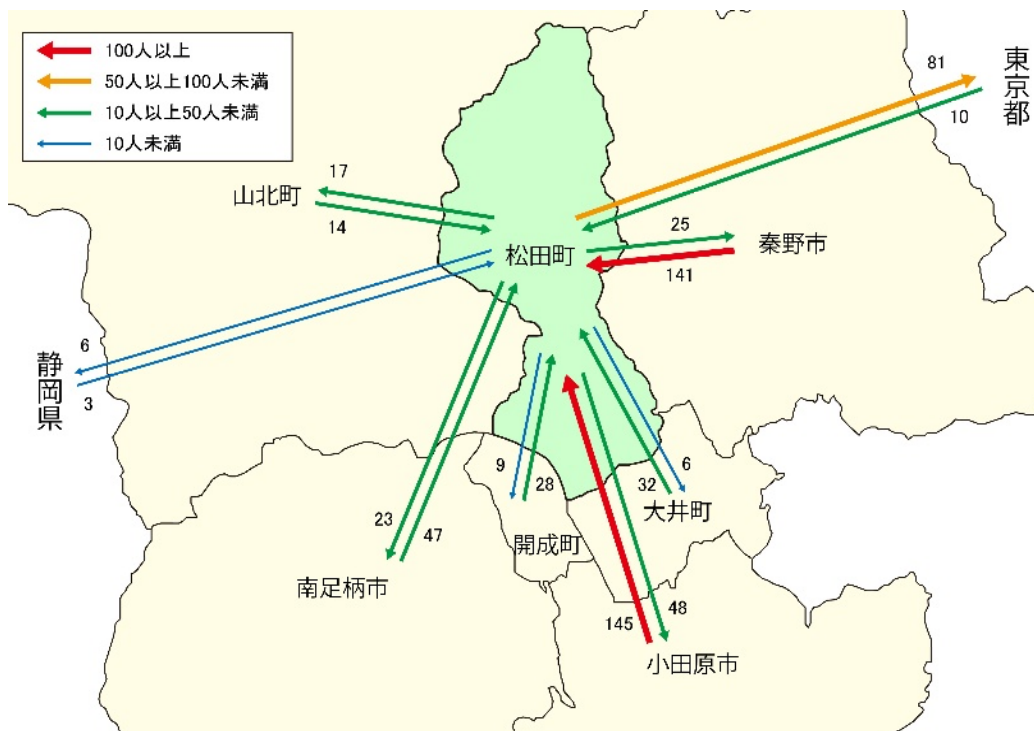 100人以上
50人以上100人未満
10人以上50人未満
10人未満
東京都
81
10
山北町
17
14
松田町
25
秦野市
141
静岡県
6
3
9
28
32
6
大井町
23
47
開成町
南足柄市
145
48
小田原市